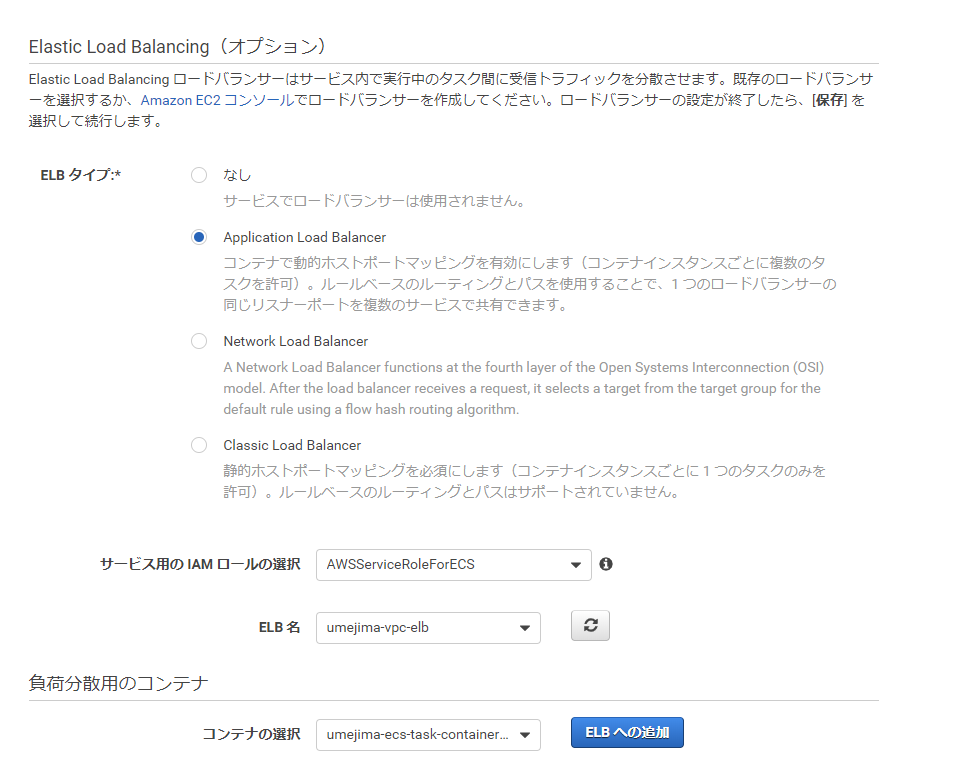 Elastic Load Balancing（オプション）
Elastic Load Balancing ロードバランサーはサービス内で実行中のタスク間に受信トラフィックを分散させます。既存のロードバランサ
ーを選択するか、Amazon EC2 コンソールでロードバランサーを作成してください。ロードバランサーの設定が終了したら、[保存] を
選択して続行します。
ELB タイプ:*
なし
サービスでロードバランサーは使用されません。
Application Load Balancer
コンテナで動的ホストポートマッピングを有効にします（コンテナインスタンスごとに複数のタ
スクを許可）。ルールベースのルーティングとパスを使用することで、1 つのロードバランサーの
同じリスナーポートを複数のサービスで共有できます。
Network Load Balancer
A Network Load Balancer functions at the fourth layer of the Open Systems Interconnection (OSI)
model. After the load balancer receives a request, it selects a target from the target group for the
default rule using a flow hash routing algorithm.
Classic Load Balancer
静的ホストポートマッピングを必須にします（コンテナインスタンスごとに 1 つのタスクのみを
許可）。ルールベースのルーティングとパスはサポートされていません。
サービス用の IAM ロールの選択 AWSServiceRoleForECS
ELB 名 umejima-vpc-elb
負荷分散用のコンテナ
コンテナの選択 umejima-ecs-task-container... ELB への追加